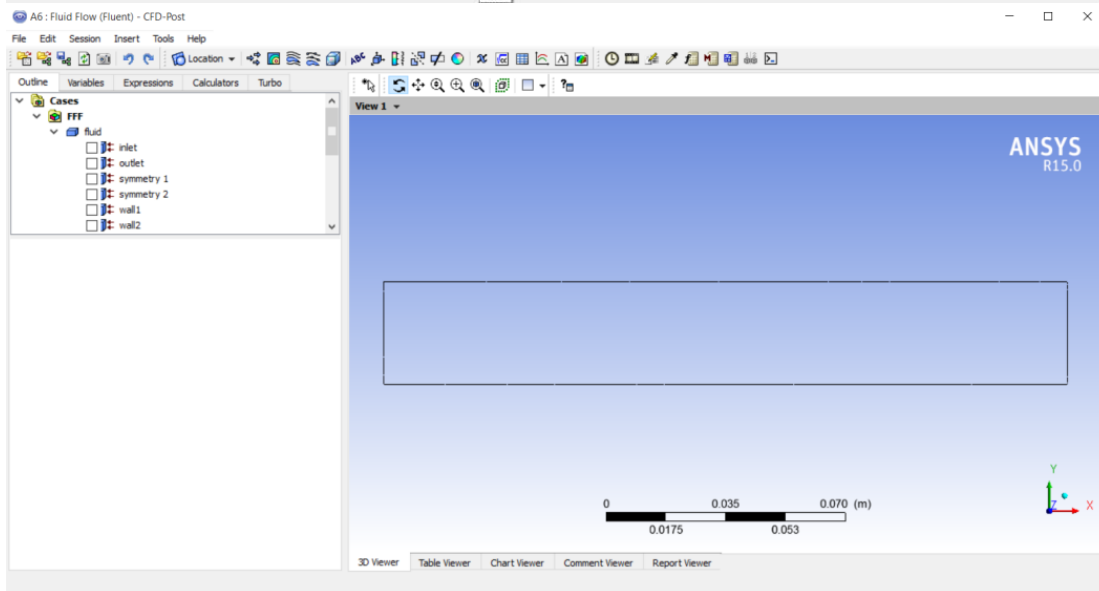 A6 : Fluid Flow (Fluent) - CFD-Post
File Edit Session Insert Tools Help
Location
Outline Variables Expressions Calculators Turbo
Cases
FFF
fluid
inlet
outlet
symmetry 1
symmetry 2
wall1
wall2
View 1
ANSYS
R15.0
0 0.035 0.070 (m)
0.0175 0.053
Y
Z X
3D Viewer Table Viewer Chart Viewer Comment Viewer Report Viewer